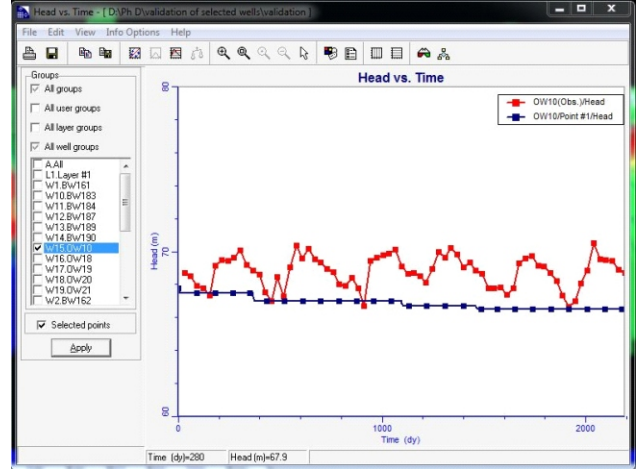 Head vs. Time - [ D:\Ph D\validation of selected wells\validation ]
File Edit View Info Options Help
Groups
All groups
All user groups
All layer groups
All well groups
A.All
L1.Layer #1
W1.BW161
W10.BW183
W11.BW184
W12.BW187
W13.BW189
W14.BW190
W15.OW10
W16.OW18
W17.OW19
W18.OW20
W19.OW21
W2.BW162
Selected points
Apply
Head vs. Time
OW10(Obs.)/Head
OW10/Point #1/Head
80
70
60
Head (m)
0 1000 2000
Time (dy)
Time (dy)=280 Head (m)=67.9